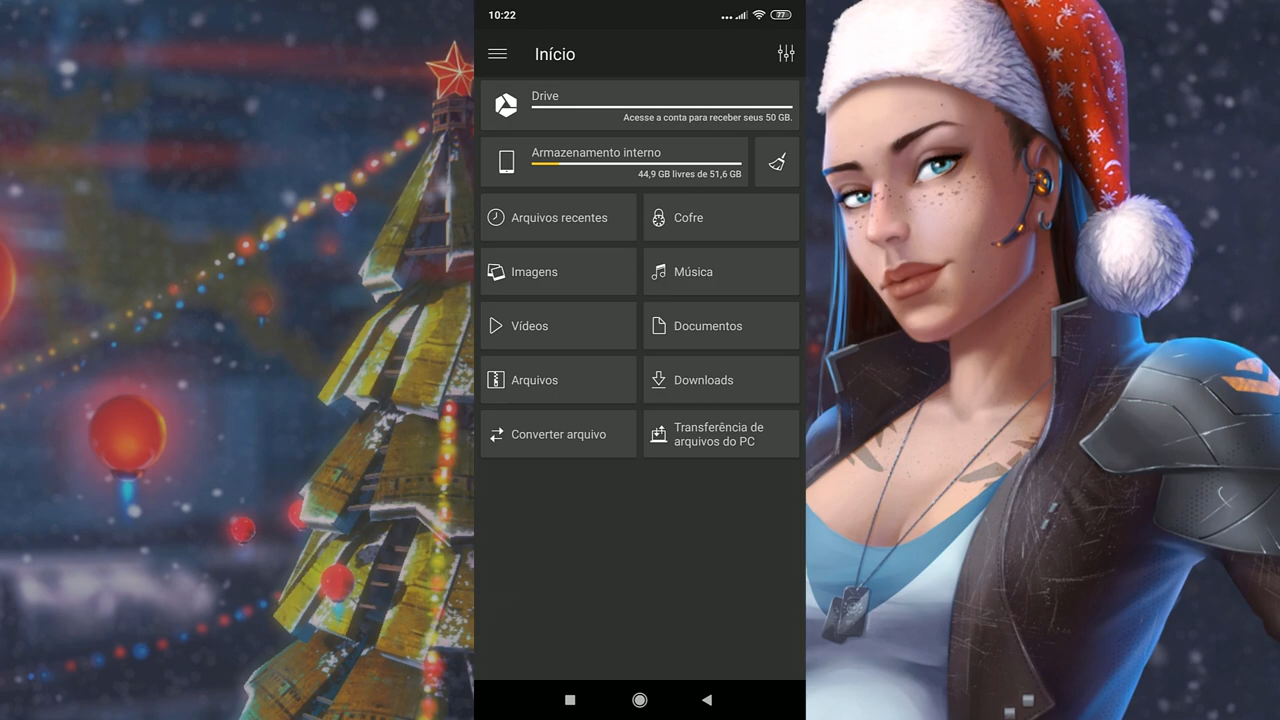 10:22
77
Início
Drive
Acesse a conta para receber seus 50 GB.
Armazenamento interno
44,9 GB livres de 51,6 GB
Arquivos recentes
Cofre
Imagens
Música
Vídeos
Documentos
Arquivos
Downloads
Converter arquivo
Transferência de
arquivos do PC